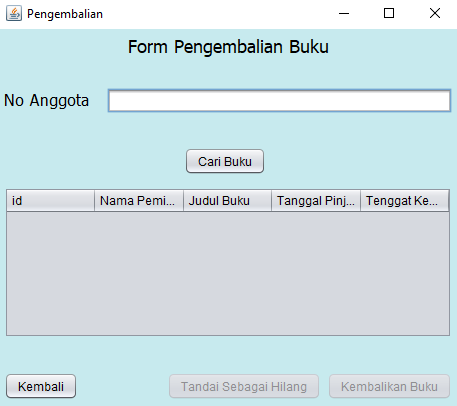 Pengembalian
Form Pengembalian Buku
No Anggota
Cari Buku
id Nama Pemi... Judul Buku Tanggal Pinj... Tenggat Ke...
Kembali Tandai Sebagai Hilang Kembalikan Buku